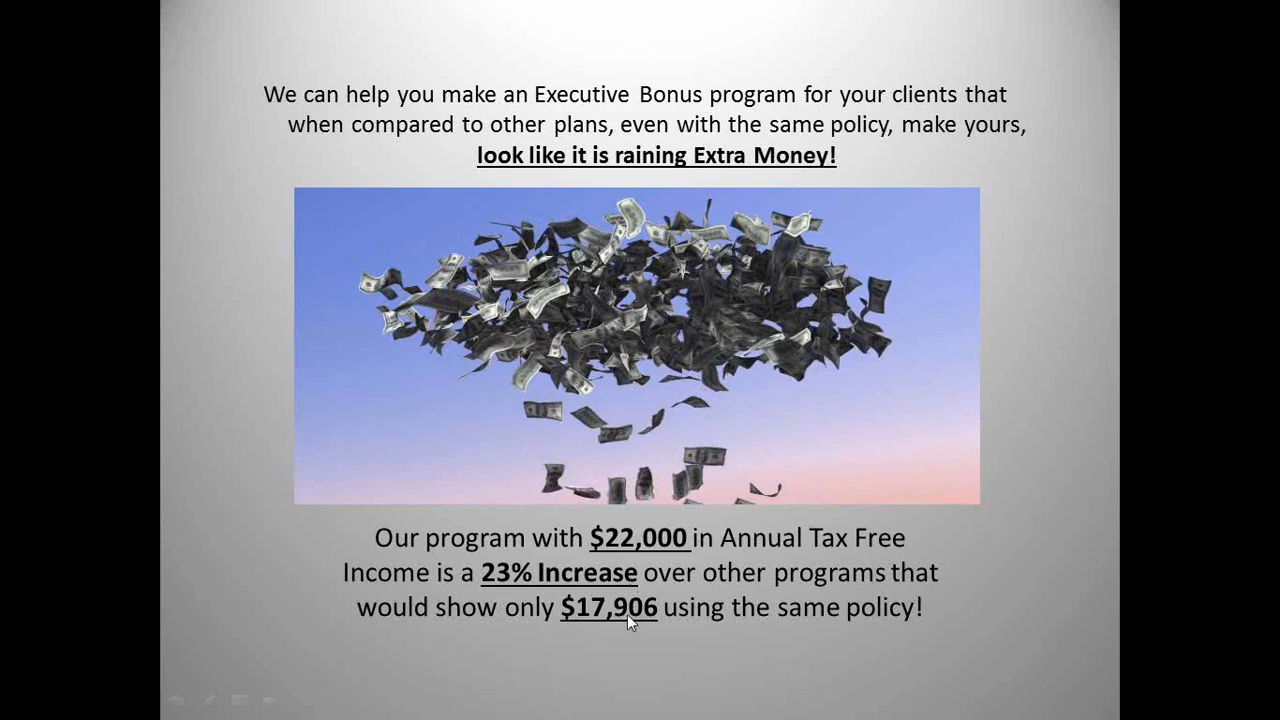 We can help you make an Executive Bonus program for your clients that
when compared to other plans, even with the same policy, make yours,
look like it is raining Extra Money!
Our program with $22,000 in Annual Tax Free
Income is a 23% Increase over other programs that
would show only $17,906 using the same policy!